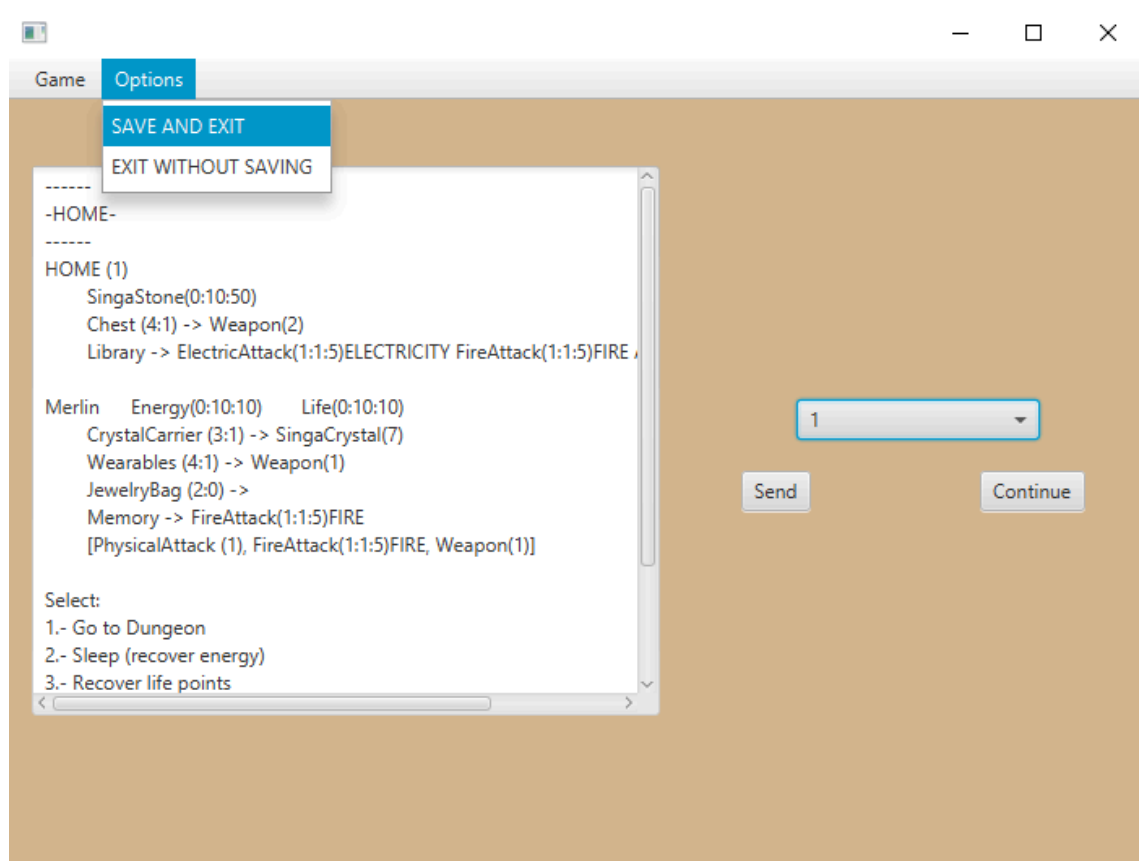 Game Options
SAVE AND EXIT
EXIT WITHOUT SAVING
------
-HOME-
------
HOME (1)
SingaStone(0:10:50)
Chest (4:1) -> Weapon(2)
Library -> ElectricAttack(1:1:5)ELECTRICITY FireAttack(1:1:5)FIRE
Merlin Energy(0:10:10) Life(0:10:10)
CrystalCarrier (3:1) -> SingaCrystal(7)
Wearables (4:1) -> Weapon(1)
JewelryBag (2:0) ->
Memory -> FireAttack(1:1:5)FIRE
[PhysicalAttack (1), FireAttack(1:1:5)FIRE, Weapon(1)]
Select:
1.- Go to Dungeon
2.- Sleep (recover energy)
3.- Recover life points
1
Send
Continue